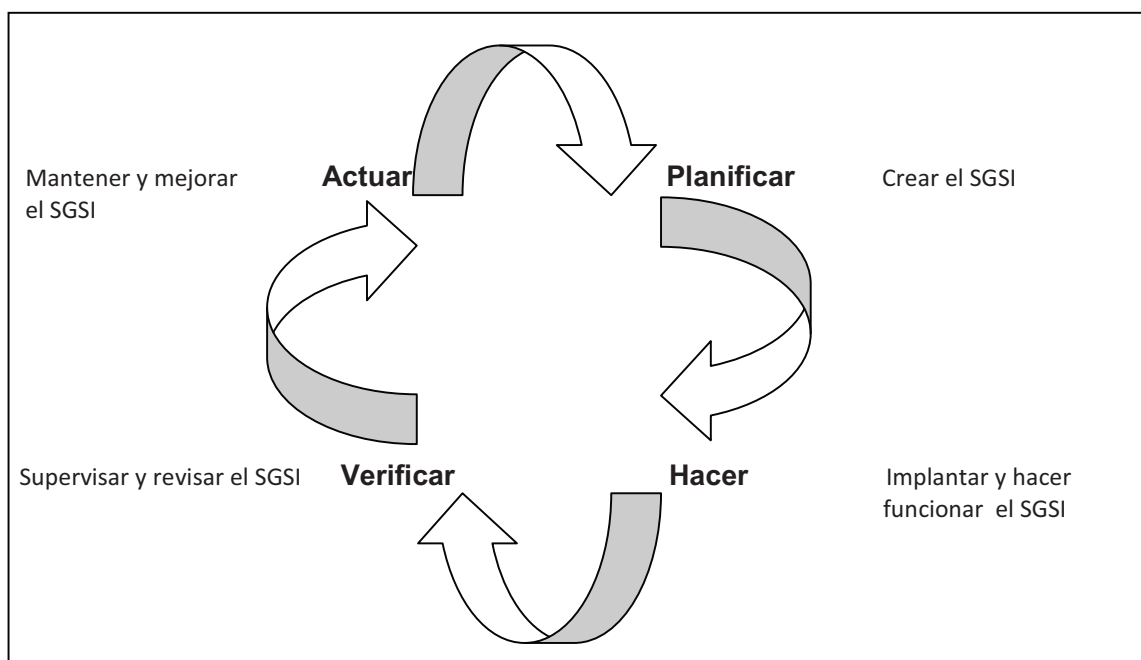 Mantener y mejorar
el SGSI
Actuar
Planificar
Crear el SGSI
Supervisar y revisar el SGSI
Verificar
Hacer
Implantar y hacer
funcionar el SGSI